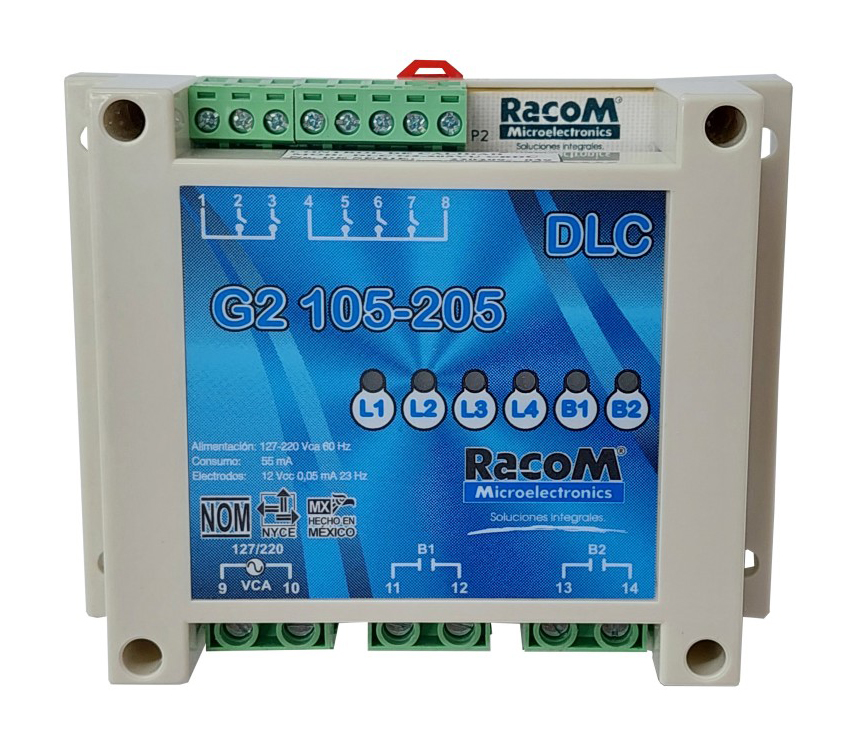 P2
RacoM
Microelectronics
Soluciones integrales.
1 2 3 4 5 6 7 8
DLC
G2 105-205
L1 L2 L3 L4 B1 B2
Alimentación: 127-220 Vca 60 Hz
Consumo: 55 mA
Electrodos: 12 Vcc 0,05 mA 23 Hz
RacoM®
Microelectronics
Soluciones integrales.
NOM
NYCE
MX
HECHO EN
MÉXICO
127/220
9 VCA 10
B1
11 12
B2
13 14